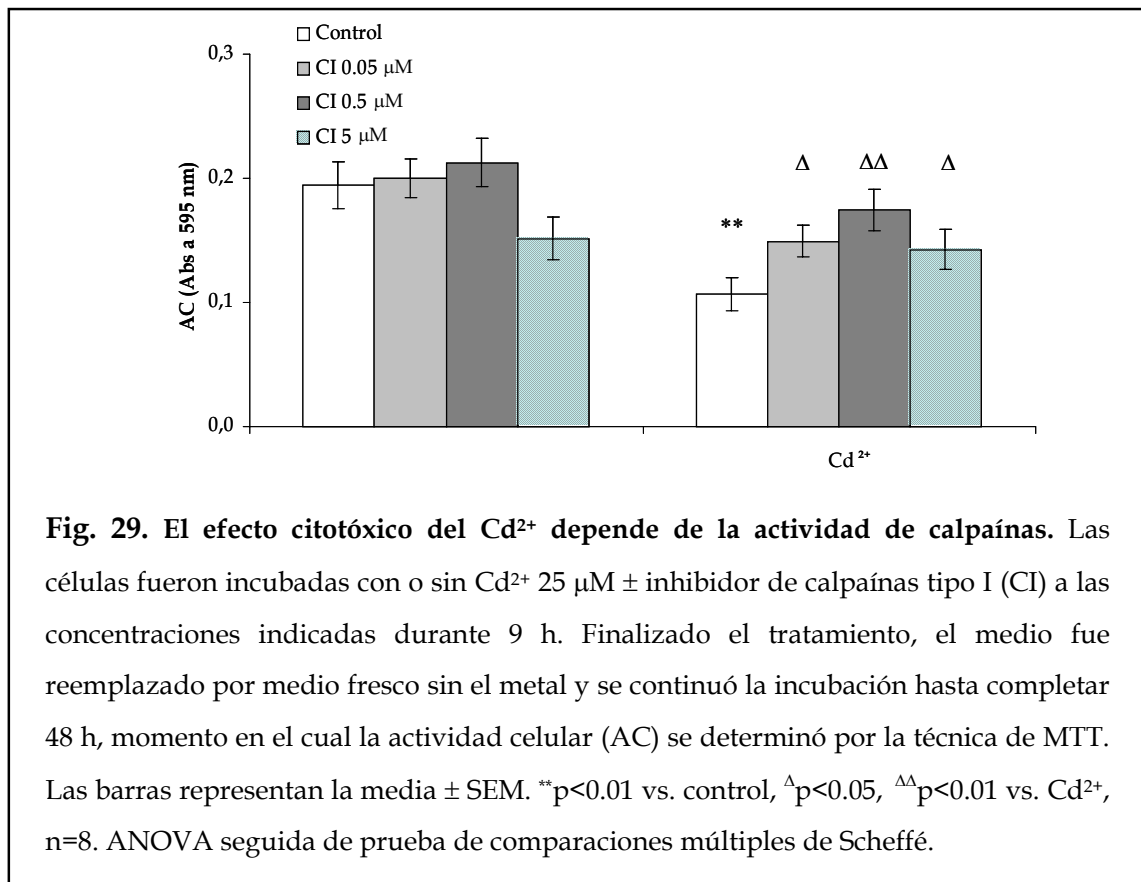 Control
CI 0.05 μM
CI 0.5 μM
CI 5 μM
0,3
0,2
0,1
0,0
AC (Abs a 595 nm)
**
Δ
ΔΔ
Δ
Cd ²⁺
Fig. 29. El efecto citotóxico del Cd²⁺ depende de la actividad de calpaínas. Las
células fueron incubadas con o sin Cd²⁺ 25 μM ± inhibidor de calpaínas tipo I (CI) a las
concentraciones indicadas durante 9 h. Finalizado el tratamiento, el medio fue
reemplazado por medio fresco sin el metal y se continuó la incubación hasta completar
48 h, momento en el cual la actividad celular (AC) se determinó por la técnica de MTT.
Las barras representan la media ± SEM. **p<0.01 vs. control, Δp<0.05, ΔΔp<0.01 vs. Cd²⁺,
n=8. ANOVA seguida de prueba de comparaciones múltiples de Scheffé.